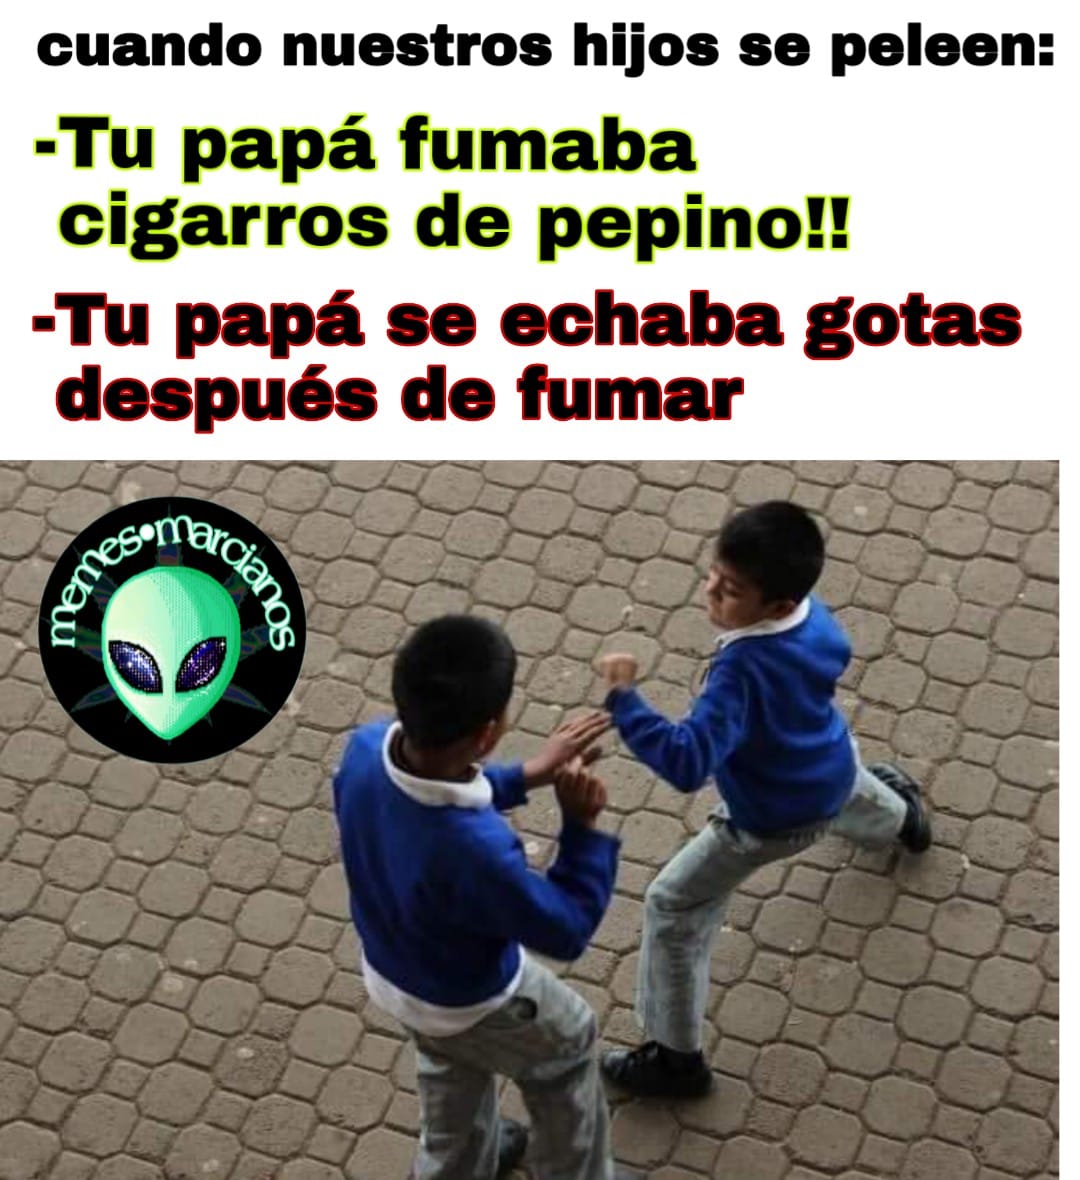 cuando nuestros hijos se peleen:
-Tu papá fumaba
cigarros de pepino!!
-Tu papá se echaba gotas
después de fumar
memes•marcianos